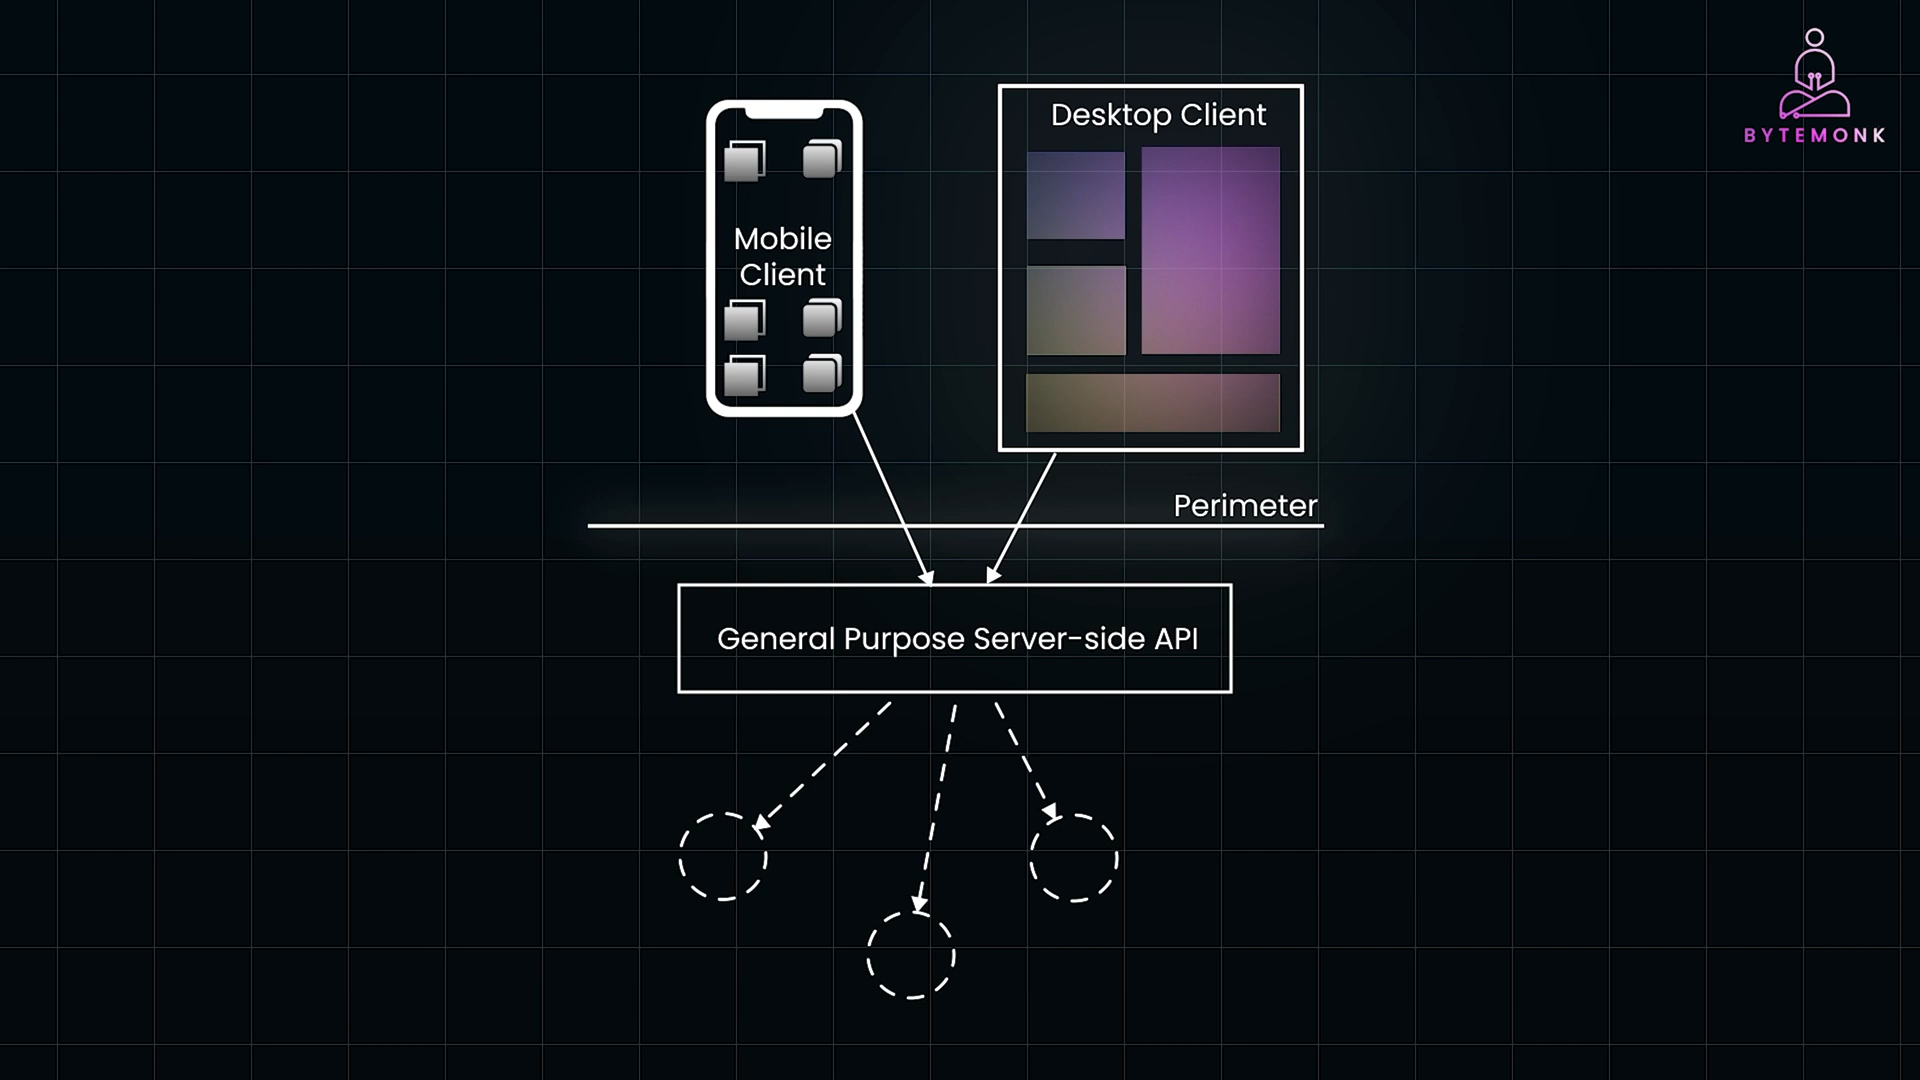 BYTEMONK
Desktop Client
Mobile
Client
Perimeter
General Purpose Server-side API